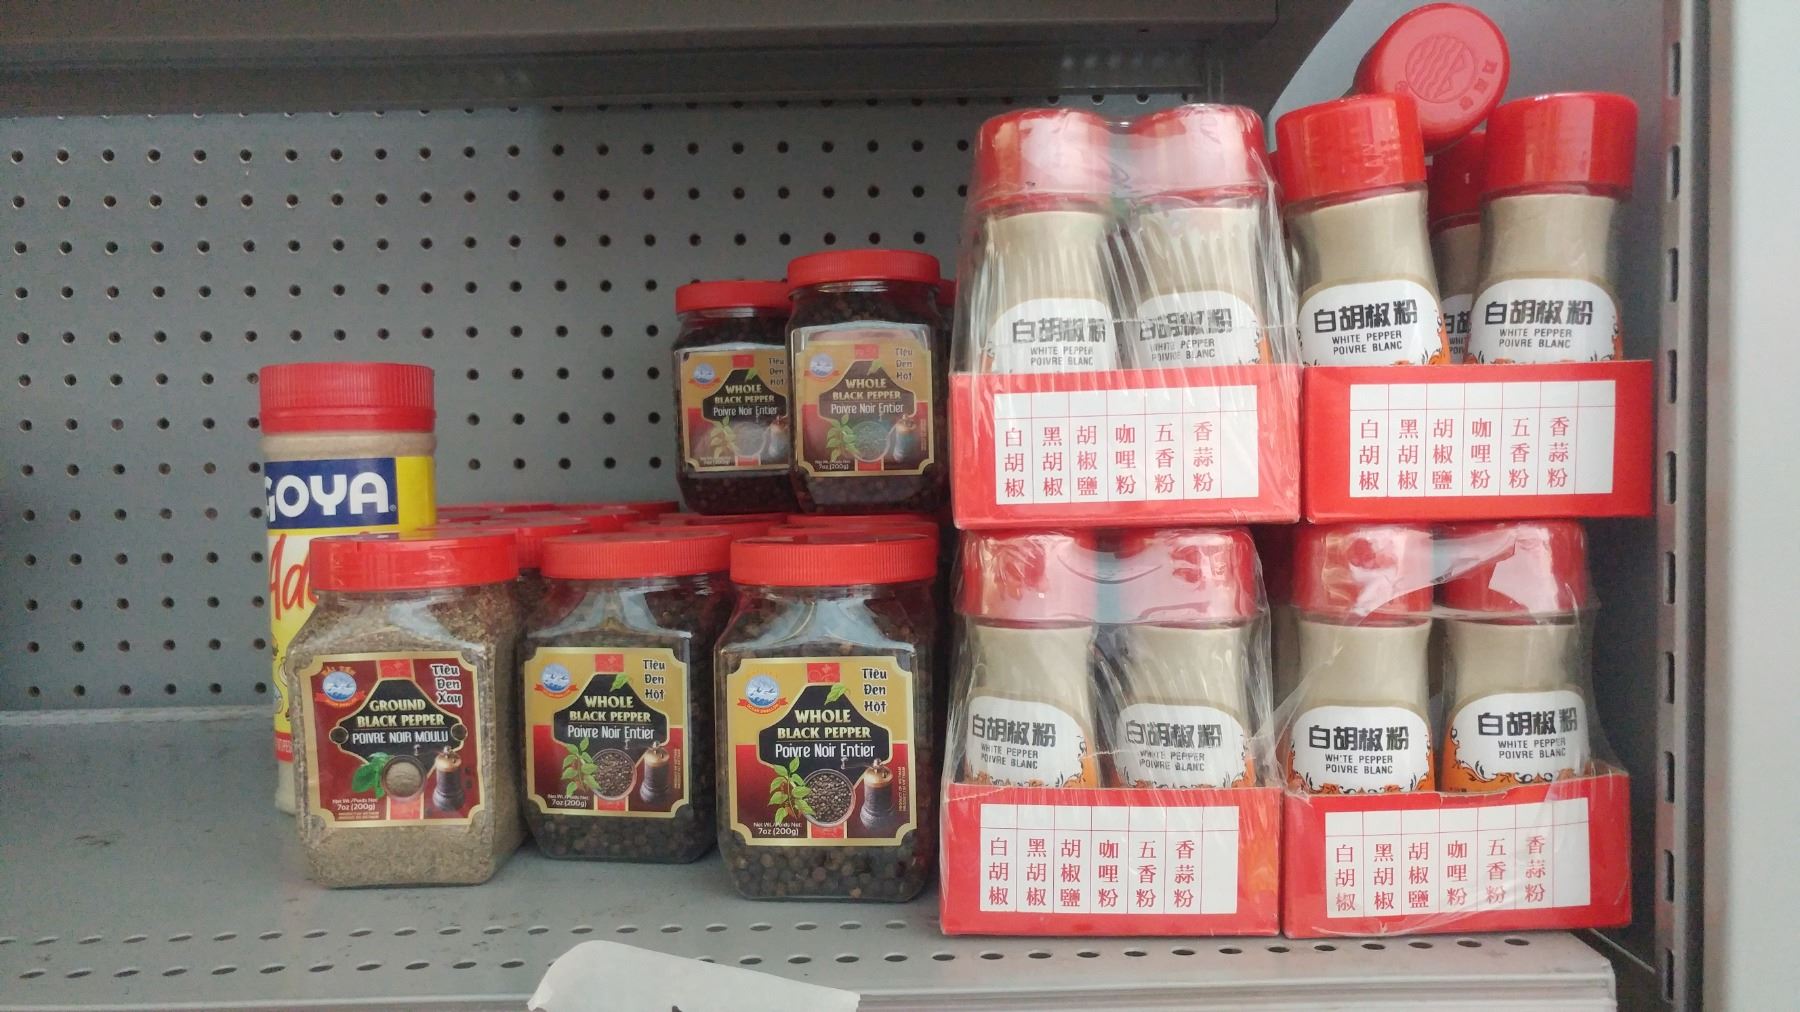 GOYA
GROUND
BLACK PEPPER
POIVRE NOIR MOULU
Tiêu
Đen
Xay
Net Wt./Poids Net:
7oz (200g)
WHOLE
BLACK PEPPER
Poivre Noir Entier
Tiêu
Đen
Hột
Net Wt./Poids Net:
7oz (200g)
WHOLE
BLACK PEPPER
Poivre Noir Entier
Tiêu
Đen
Hột
Net Wt./Poids Net:
7oz (200g)
WHOLE
BLACK PEPPER
Poivre Noir Entier
Tiêu
Đen
Hột
7oz (200g)
WHOLE
BLACK PEPPER
Poivre Noir Entier
Tiêu
Đen
Hột
7oz (200g)
白胡椒粉
WHITE PEPPER
POIVRE BLANC
白胡椒粉
WHITE PEPPER
POIVRE BLANC
白胡椒粉
WHITE PEPPER
POIVRE BLANC
白胡椒粉
WHITE PEPPER
POIVRE BLANC
白胡椒
黑胡椒
胡椒鹽
咖哩粉
五香粉
香蒜粉
白胡椒
黑胡椒
胡椒鹽
咖哩粉
五香粉
香蒜粉
白胡椒粉
WHITE PEPPER
POIVRE BLANC
白胡椒粉
WHITE PEPPER
POIVRE BLANC
白胡椒粉
WHITE PEPPER
POIVRE BLANC
白胡椒粉
WHITE PEPPER
POIVRE BLANC
白胡椒
黑胡椒
胡椒鹽
咖哩粉
五香粉
香蒜粉
白胡椒
黑胡椒
胡椒鹽
咖哩粉
五香粉
香蒜粉